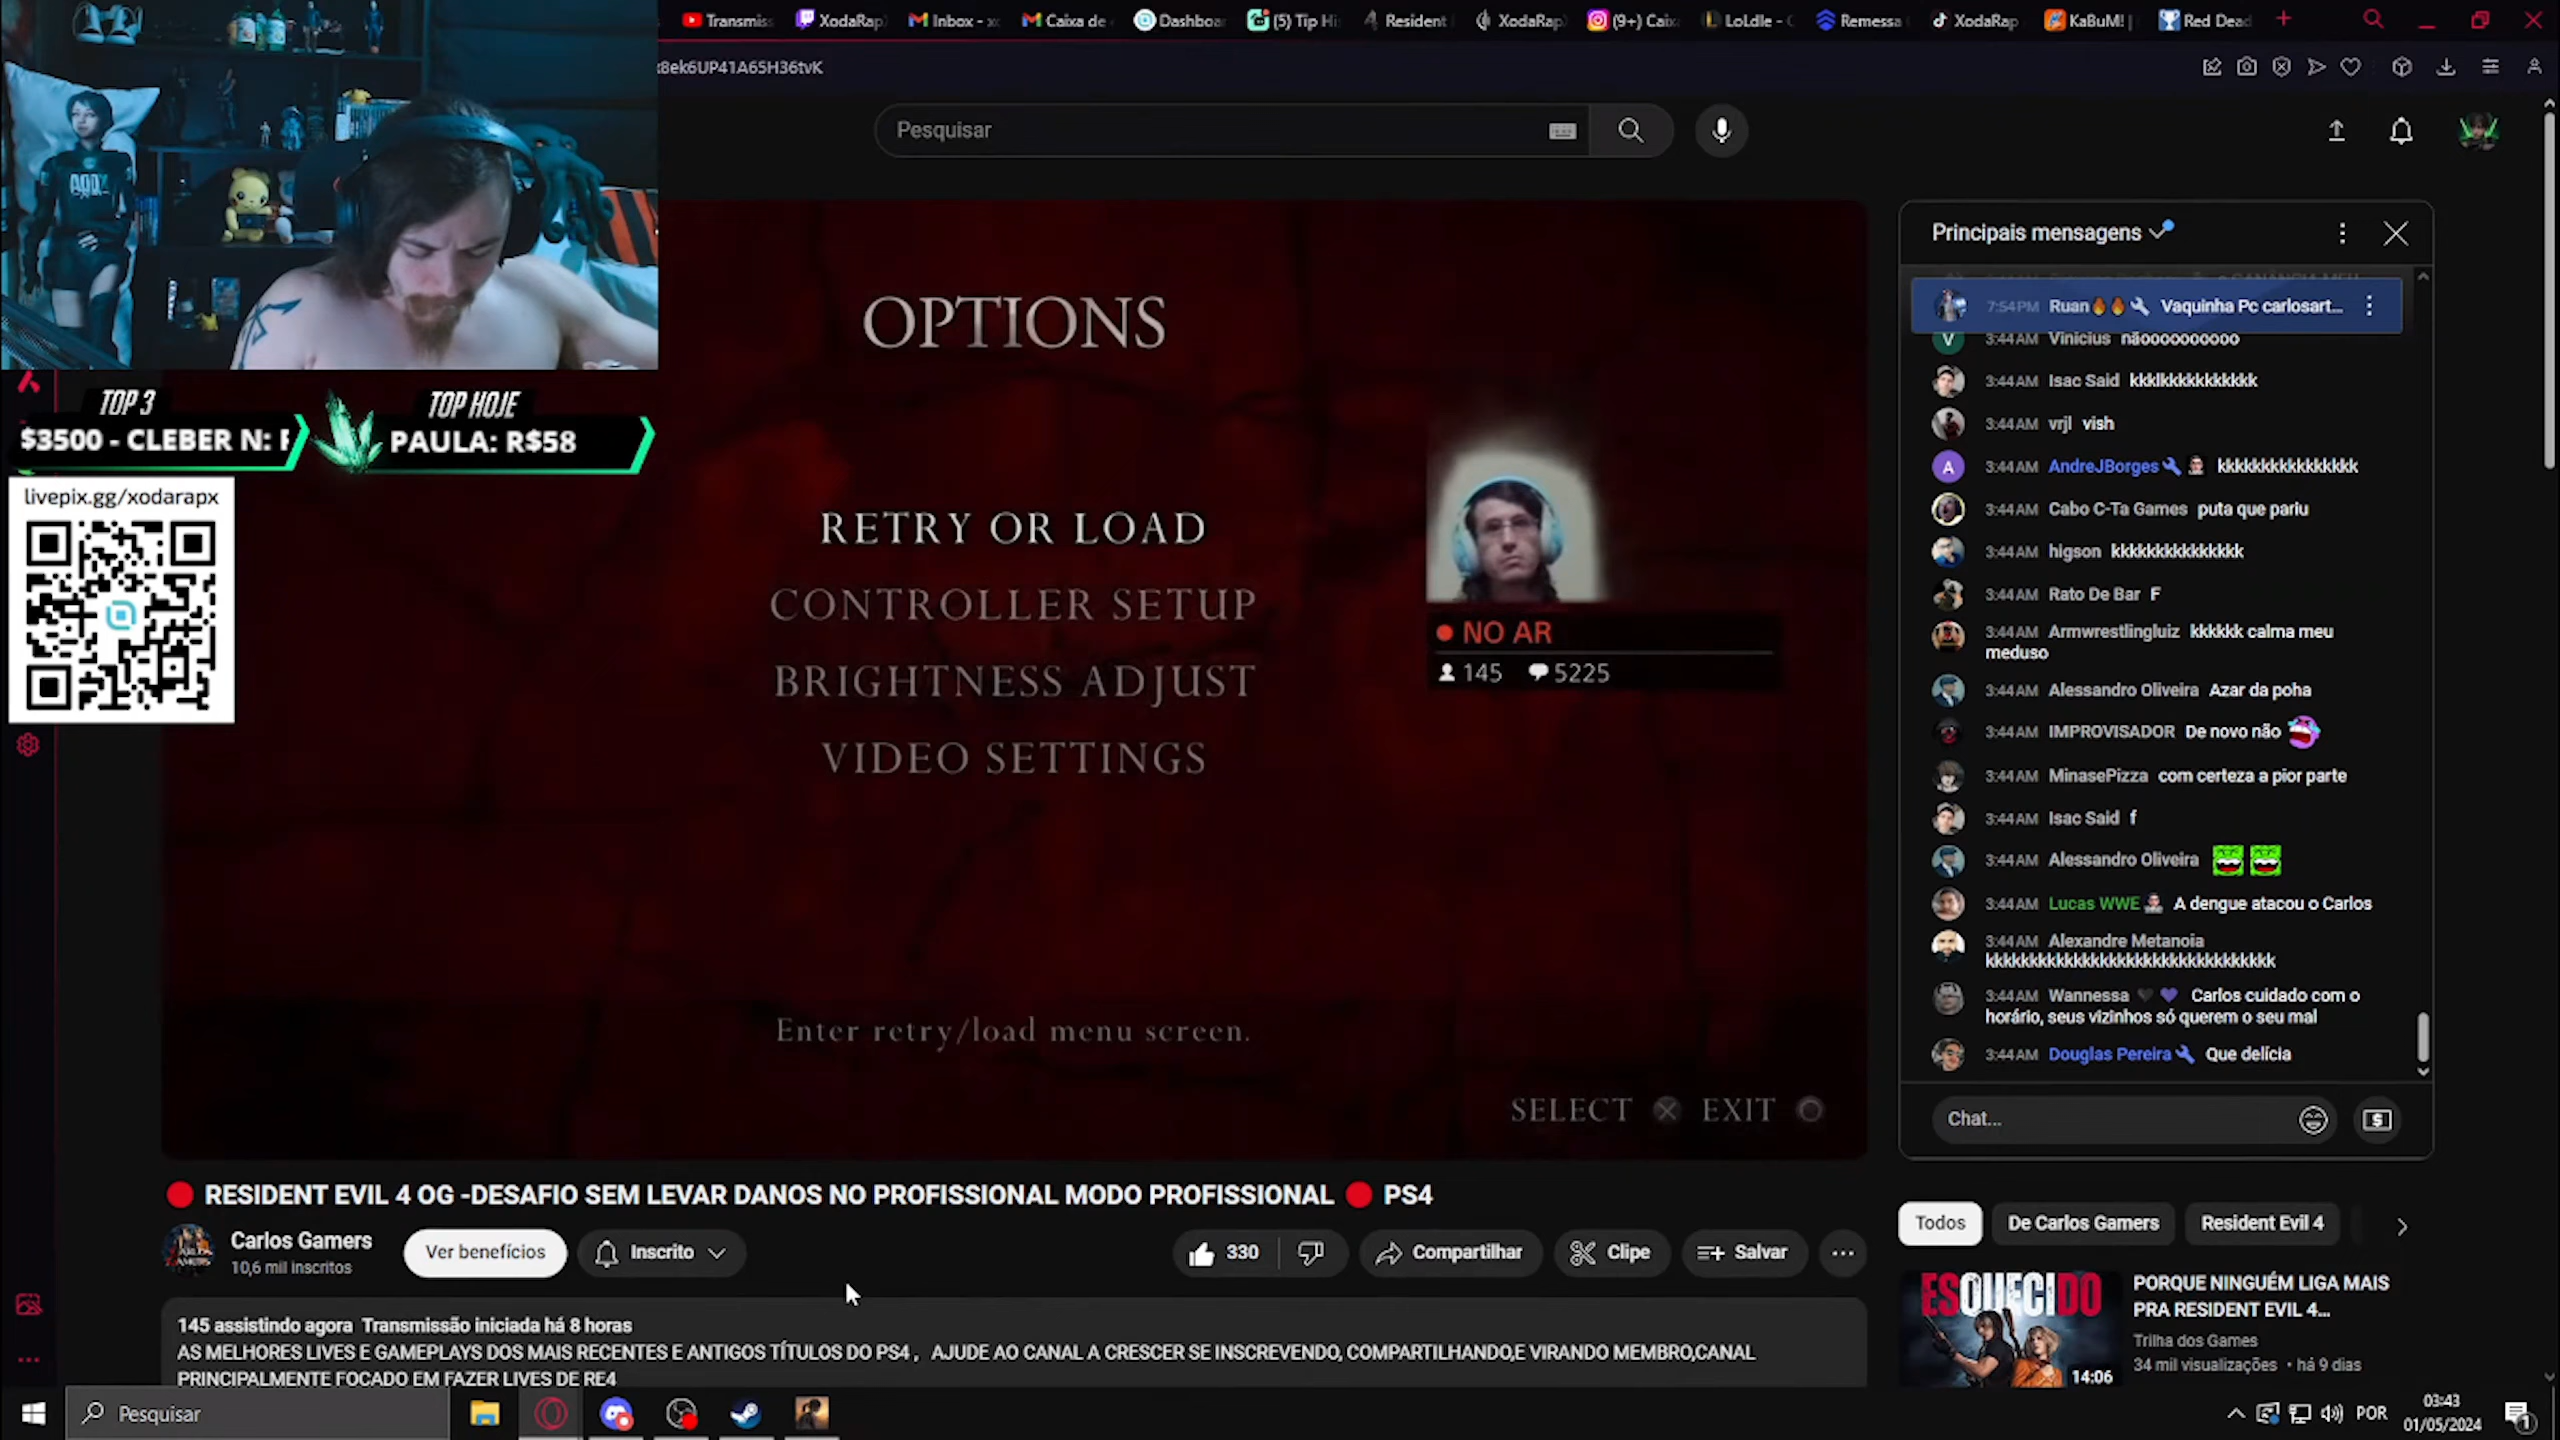 Transmiss
XodaRap
Inbox - xo
Caixa de
Dashboa
(5) Tip Hi
Resident
XodaRap
(9+) Caix
LoLdle - C
Remessa
XodaRap
KaBuM! |
Red Dead
x8ek6UP41A65H36tvK
Pesquisar
TOP 3
TOP HOJE
$3500 - CLEBER N: F
PAULA: R$58
livepix.gg/xodarapx
OPTIONS
RETRY OR LOAD
CONTROLLER SETUP
BRIGHTNESS ADJUST
VIDEO SETTINGS
NO AR
145 5225
Enter retry/load menu screen.
SELECT EXIT
Principais mensagens
7:54PM Ruan Vaquinha Pc carlosart...
3:44AM Vinicius nãoooooooooo
3:44AM Isac Said kkklkkkkkkkkkkk
3:44AM vrjl vish
3:44AM AndreJBorges kkkkkkkkkkkkkkkk
3:44AM Cabo C-Ta Games puta que pariu
3:44AM higson kkkkkkkkkkkkkkk
3:44AM Rato De Bar F
3:44AM Armwrestlingluiz kkkkkk calma meu
meduso
3:44AM Alessandro Oliveira Azar da poha
3:44AM IMPROVISADOR De novo não
3:44AM MinasePizza com certeza a pior parte
3:44AM Isac Said f
3:44AM Alessandro Oliveira
3:44AM Lucas WWE A dengue atacou o Carlos
3:44AM Alexandre Metanoia
kkkkkkkkkkkkkkkkkkkkkkkkkkkkkkkkk
3:44AM Wannessa Carlos cuidado com o
horário, seus vizinhos só querem o seu mal
3:44AM Douglas Pereira Que delícia
Chat...
RESIDENT EVIL 4 OG -DESAFIO SEM LEVAR DANOS NO PROFISSIONAL MODO PROFISSIONAL PS4
Carlos Gamers
10,6 mil inscritos
Ver benefícios
Inscrito
330
Compartilhar
Clipe
Salvar
145 assistindo agora Transmissão iniciada há 8 horas
AS MELHORES LIVES E GAMEPLAYS DOS MAIS RECENTES E ANTIGOS TÍTULOS DO PS4 , AJUDE AO CANAL A CRESCER SE INSCREVENDO, COMPARTILHANDO,E VIRANDO MEMBRO,CANAL
PRINCIPALMENTE FOCADO EM FAZER LIVES DE RE4
Todos
De Carlos Gamers
Resident Evil 4
ESQUECIDO
14:06
PORQUE NINGUÉM LIGA MAIS
PRA RESIDENT EVIL 4...
Trilha dos Games
34 mil visualizações • há 9 dias
Pesquisar
POR
03:43
01/05/2024
1